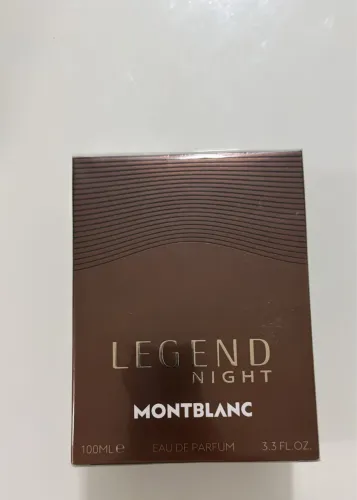 LEGEND
NIGHT
MONTBLANC
100ML ℮ EAU DE PARFUM 3.3 FL.OZ.